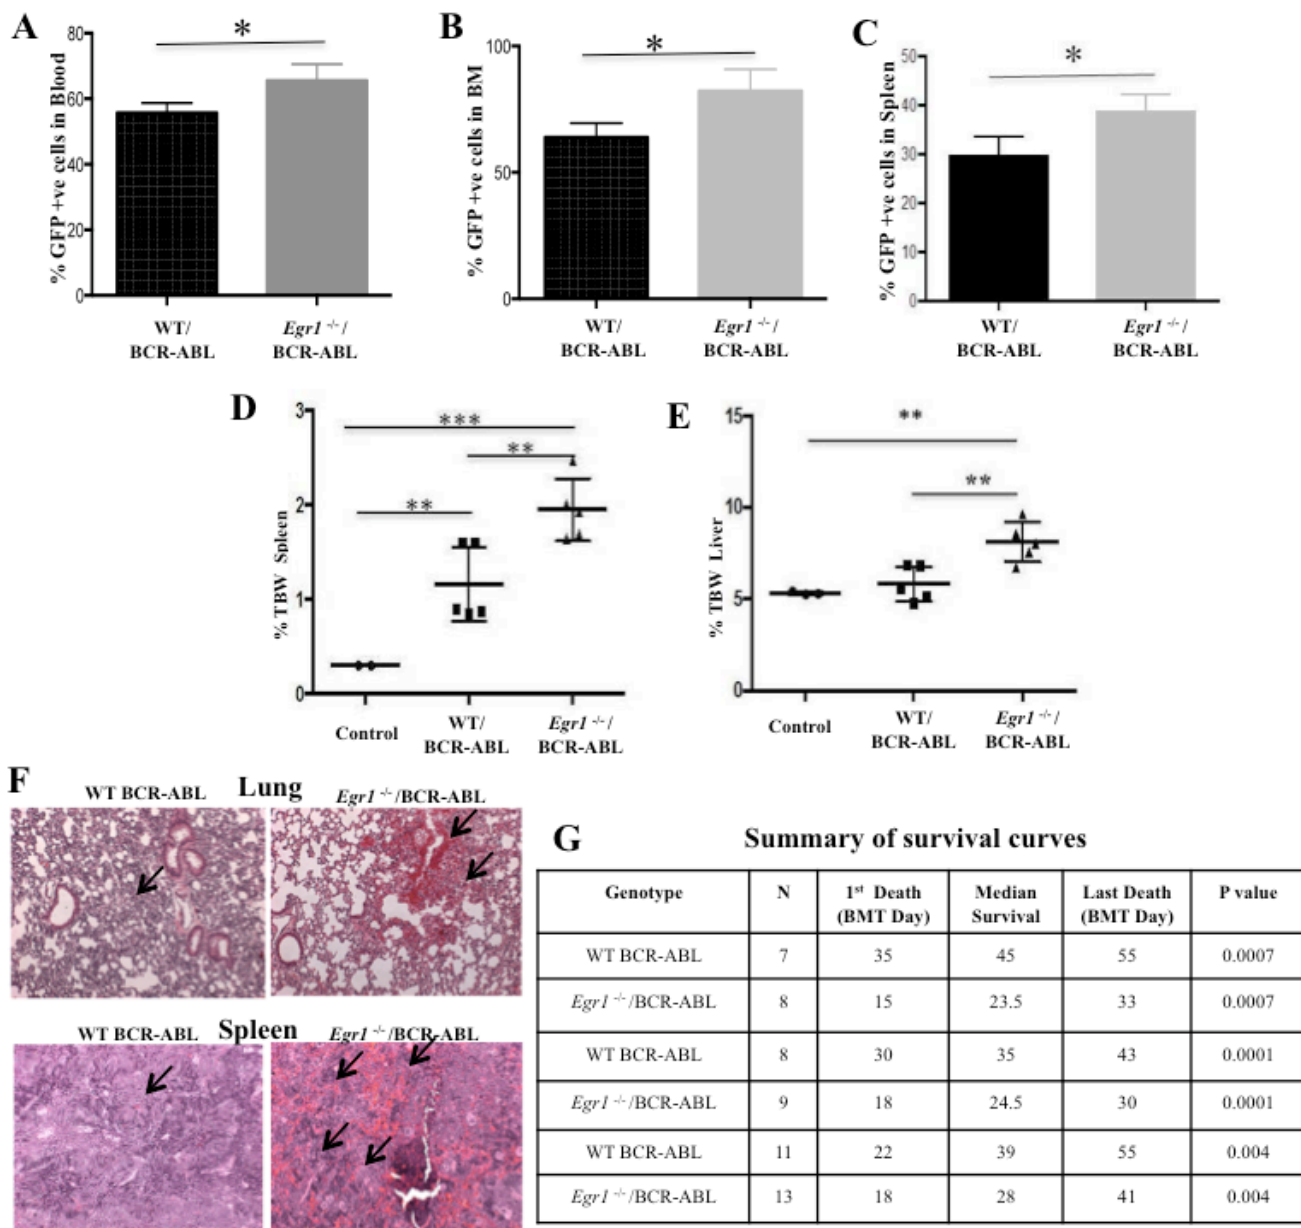 A
*
% GFP +ve cells in Blood
80
60
40
20
0
WT/
BCR-ABL
Egr1 -/-/
BCR-ABL
B
*
% GFP +ve cells in BM
100
50
0
WT/
BCR-ABL
Egr1 -/-/
BCR-ABL
C
*
% GFP +ve cells in Spleen
50
40
30
20
10
0
WT/
BCR-ABL
Egr1 -/-/
BCR-ABL
D
***
**
**
% TBW Spleen
3
2
1
0
Control
WT/
BCR-ABL
Egr1 -/-/
BCR-ABL
E
**
**
% TBW Liver
15
10
5
0
Control
WT/
BCR-ABL
Egr1 -/-/
BCR-ABL
F
WT BCR-ABL Lung Egr1 -/-/BCR-ABL
WT BCR-ABL Spleen Egr1 -/-/BCR-ABL
G
Summary of survival curves
Genotype N 1st Death (BMT Day) Median Survival Last Death (BMT Day) P value
WT BCR-ABL 7 35 45 55 0.0007
Egr1 -/-/BCR-ABL 8 15 23.5 33 0.0007
WT BCR-ABL 8 30 35 43 0.0001
Egr1 -/-/BCR-ABL 9 18 24.5 30 0.0001
WT BCR-ABL 11 22 39 55 0.004
Egr1 -/-/BCR-ABL 13 18 28 41 0.004